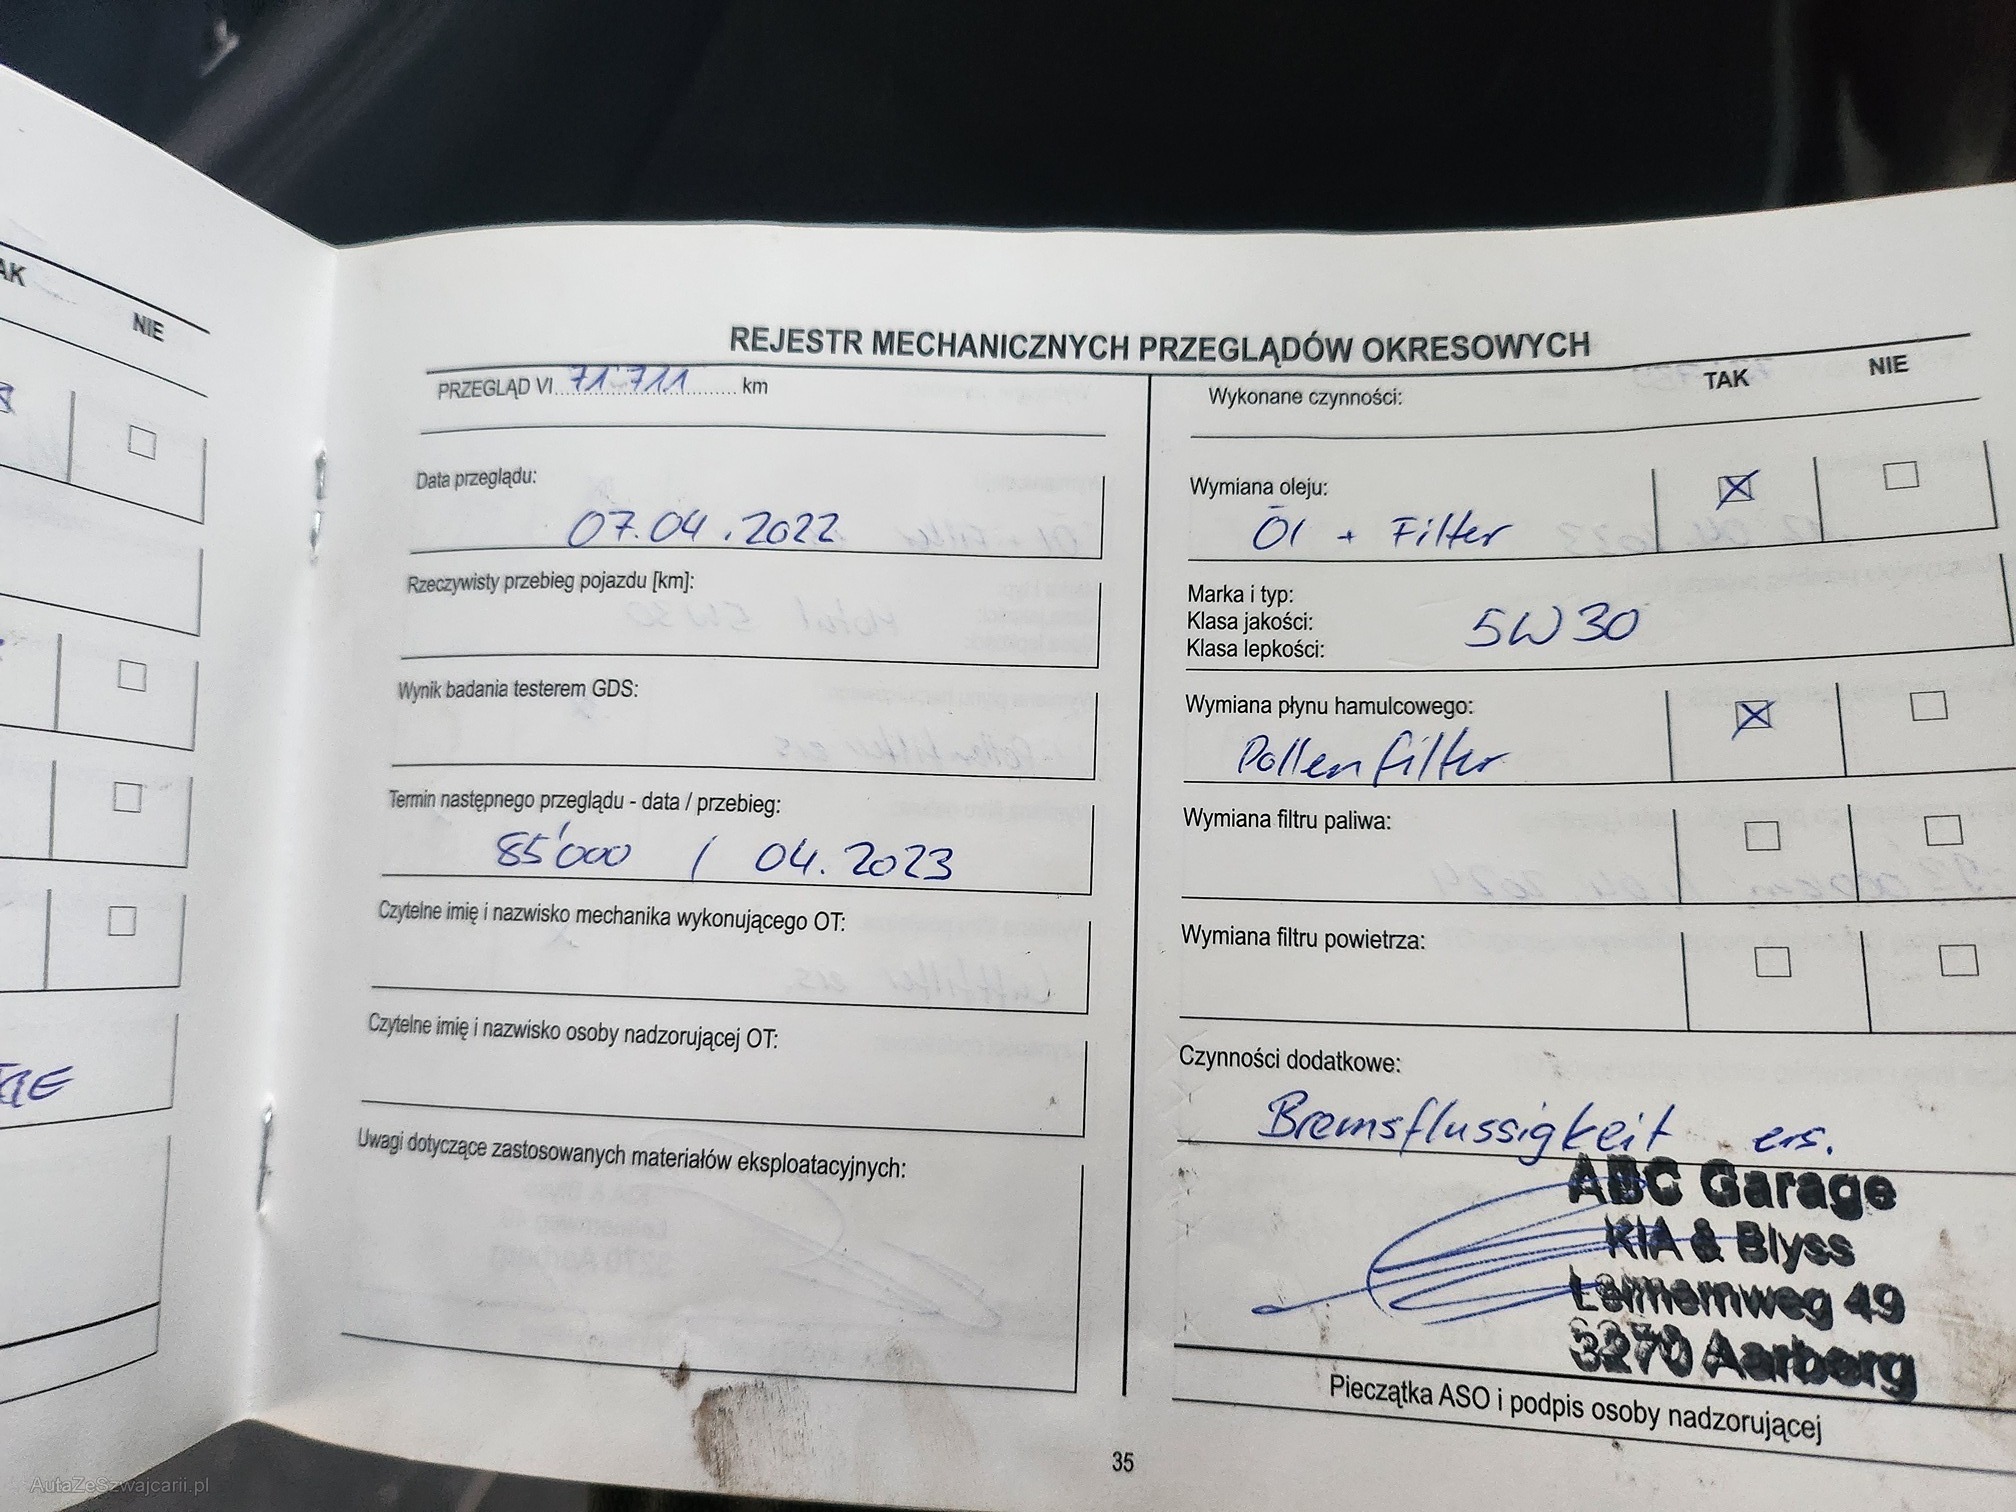 AK
NIE
REJESTR MECHANICZNYCH PRZEGLĄDÓW OKRESOWYCH
PRZEGLĄD VI 71'711 km
Data przeglądu:
07.04.2022
Rzeczywisty przebieg pojazdu [km]:
Wynik badania testerem GDS:
Termin następnego przeglądu - data / przebieg:
85'000 / 04.2023
Czytelne imię i nazwisko mechanika wykonującego OT:
Czytelne imię i nazwisko osoby nadzorującej OT:
Uwagi dotyczące zastosowanych materiałów eksploatacyjnych:
Wykonane czynności:
TAK
NIE
Wymiana oleju:
Öl + Filter
Marka i typ:
Klasa jakości:
Klasa lepkości:
5W30
Wymiana płynu hamulcowego:
Pollenfilter
Wymiana filtru paliwa:
Wymiana filtru powietrza:
Czynności dodatkowe:
Bremsflussigkeit ers.
ABC Garage
KIA & Blyss
Leimernweg 49
3270 Aarberg
Pieczątka ASO i podpis osoby nadzorującej
35
AutaZeSzwajcarii.pl